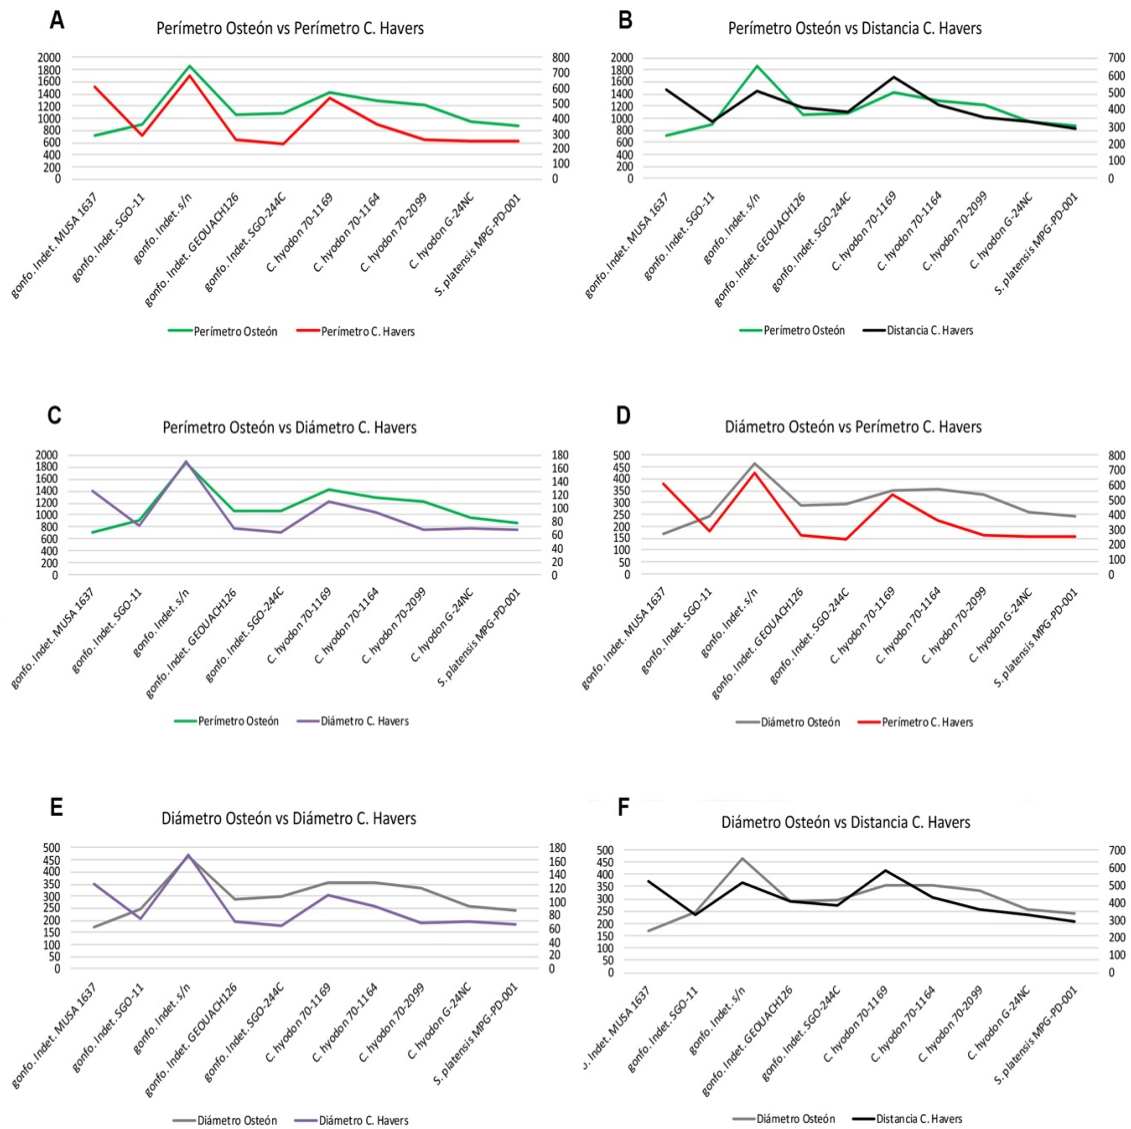 A
Perímetro Osteón vs Perímetro C. Havers
2000
1800
1600
1400
1200
1000
800
600
400
200
0
800
700
600
500
400
300
200
100
0
gonfo. Indet. MUSA 1637
gonfo. Indet. SGO-11
gonfo. Indet. s/n
gonfo. Indet. GEOUACH126
gonfo. Indet. SGO-244C
C. hyodon 70-1169
C. hyodon 70-1164
C. hyodon 70-2099
C. hyodon G-24NC
S. platensis MPG-PD-001
Perímetro Osteón
Perímetro C. Havers
B
Perímetro Osteón vs Distancia C. Havers
2000
1800
1600
1400
1200
1000
800
600
400
200
0
700
600
500
400
300
200
100
0
gonfo. Indet. MUSA 1637
gonfo. Indet. SGO-11
gonfo. Indet. s/n
gonfo. Indet. GEOUACH126
gonfo. Indet. SGO-244C
C. hyodon 70-1169
C. hyodon 70-1164
C. hyodon 70-2099
C. hyodon G-24NC
S. platensis MPG-PD-001
Perímetro Osteón
Distancia C. Havers
C
Perímetro Osteón vs Diámetro C. Havers
2000
1800
1600
1400
1200
1000
800
600
400
200
0
180
160
140
120
100
80
60
40
20
0
gonfo. Indet. MUSA 1637
gonfo. Indet. SGO-11
gonfo. Indet. s/n
gonfo. Indet. GEOUACH126
gonfo. Indet. SGO-244C
C. hyodon 70-1169
C. hyodon 70-1164
C. hyodon 70-2099
C. hyodon G-24NC
S. platensis MPG-PD-001
Perímetro Osteón
Diámetro C. Havers
D
Diámetro Osteón vs Perímetro C. Havers
500
450
400
350
300
250
200
150
100
50
0
800
700
600
500
400
300
200
100
0
gonfo. Indet. MUSA 1637
gonfo. Indet. SGO-11
gonfo. Indet. s/n
gonfo. Indet. GEOUACH126
gonfo. Indet. SGO-244C
C. hyodon 70-1169
C. hyodon 70-1164
C. hyodon 70-2099
C. hyodon G-24NC
S. platensis MPG-PD-001
Diámetro Osteón
Perímetro C. Havers
E
Diámetro Osteón vs Diámetro C. Havers
500
450
400
350
300
250
200
150
100
50
0
180
160
140
120
100
80
60
40
20
0
gonfo. Indet. MUSA 1637
gonfo. Indet. SGO-11
gonfo. Indet. s/n
gonfo. Indet. GEOUACH126
gonfo. Indet. SGO-244C
C. hyodon 70-1169
C. hyodon 70-1164
C. hyodon 70-2099
C. hyodon G-24NC
S. platensis MPG-PD-001
Diámetro Osteón
Diámetro C. Havers
F
Diámetro Osteón vs Distancia C. Havers
500
450
400
350
300
250
200
150
100
50
0
700
600
500
400
300
200
100
0
. Indet. MUSA 1637
gonfo. Indet. SGO-11
gonfo. Indet. s/n
gonfo. Indet. GEOUACH126
gonfo. Indet. SGO-244C
C. hyodon 70-1169
C. hyodon 70-1164
C. hyodon 70-2099
C. hyodon G-24NC
S. platensis MPG-PD-001
Diámetro Osteón
Distancia C. Havers